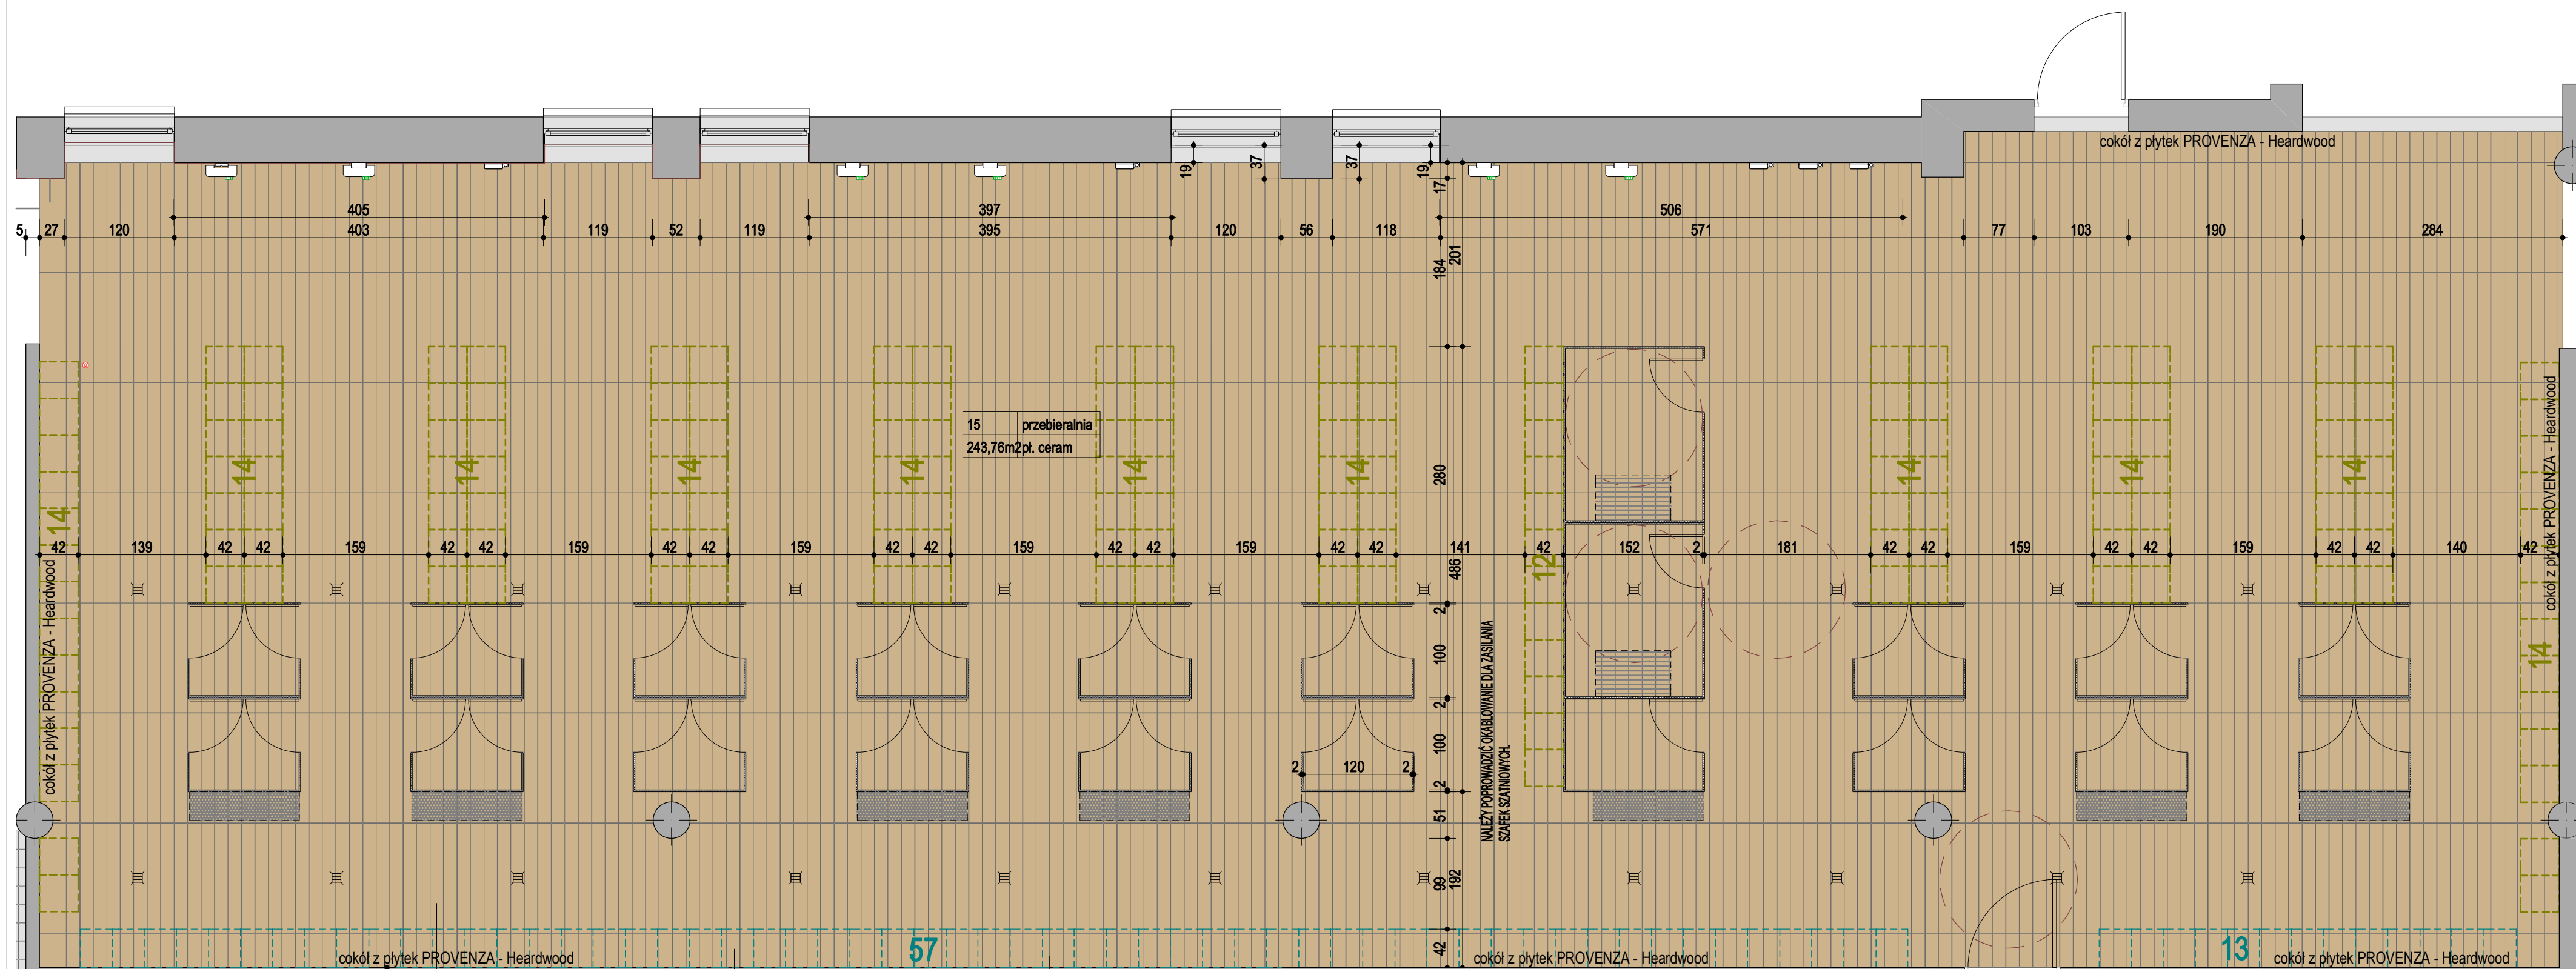 cokół z płytek PROVENZA - Heardwood
19
37
37
19
17
405
397
506
5 27 120 403 119 52 119 395 120 56 118 571 77 103 190 284
184
201
15 przebieralnia
243,76m2 pł. ceram
14 14 14 14 14 14 14 14 14
280
14
12
14
42 139 42 42 159 42 42 159 42 42 159 42 42 159 42 42 159 42 42 141 42 152 2 181 42 42 159 42 42 159 42 42 140 42
486
2
100
2
100
2
51
99
192
42
2 120 2
cokół z płytek PROVENZA - Heardwood
cokół z płytek PROVENZA - Heardwood
NALEŻY POPROWADZIĆ OKABLOWANIE DLA ZASILANIA
SZAFEK SZATNIOWYCH.
57
13
cokół z płytek PROVENZA - Heardwood
cokół z płytek PROVENZA - Heardwood
cokół z płytek PROVENZA - Heardwood